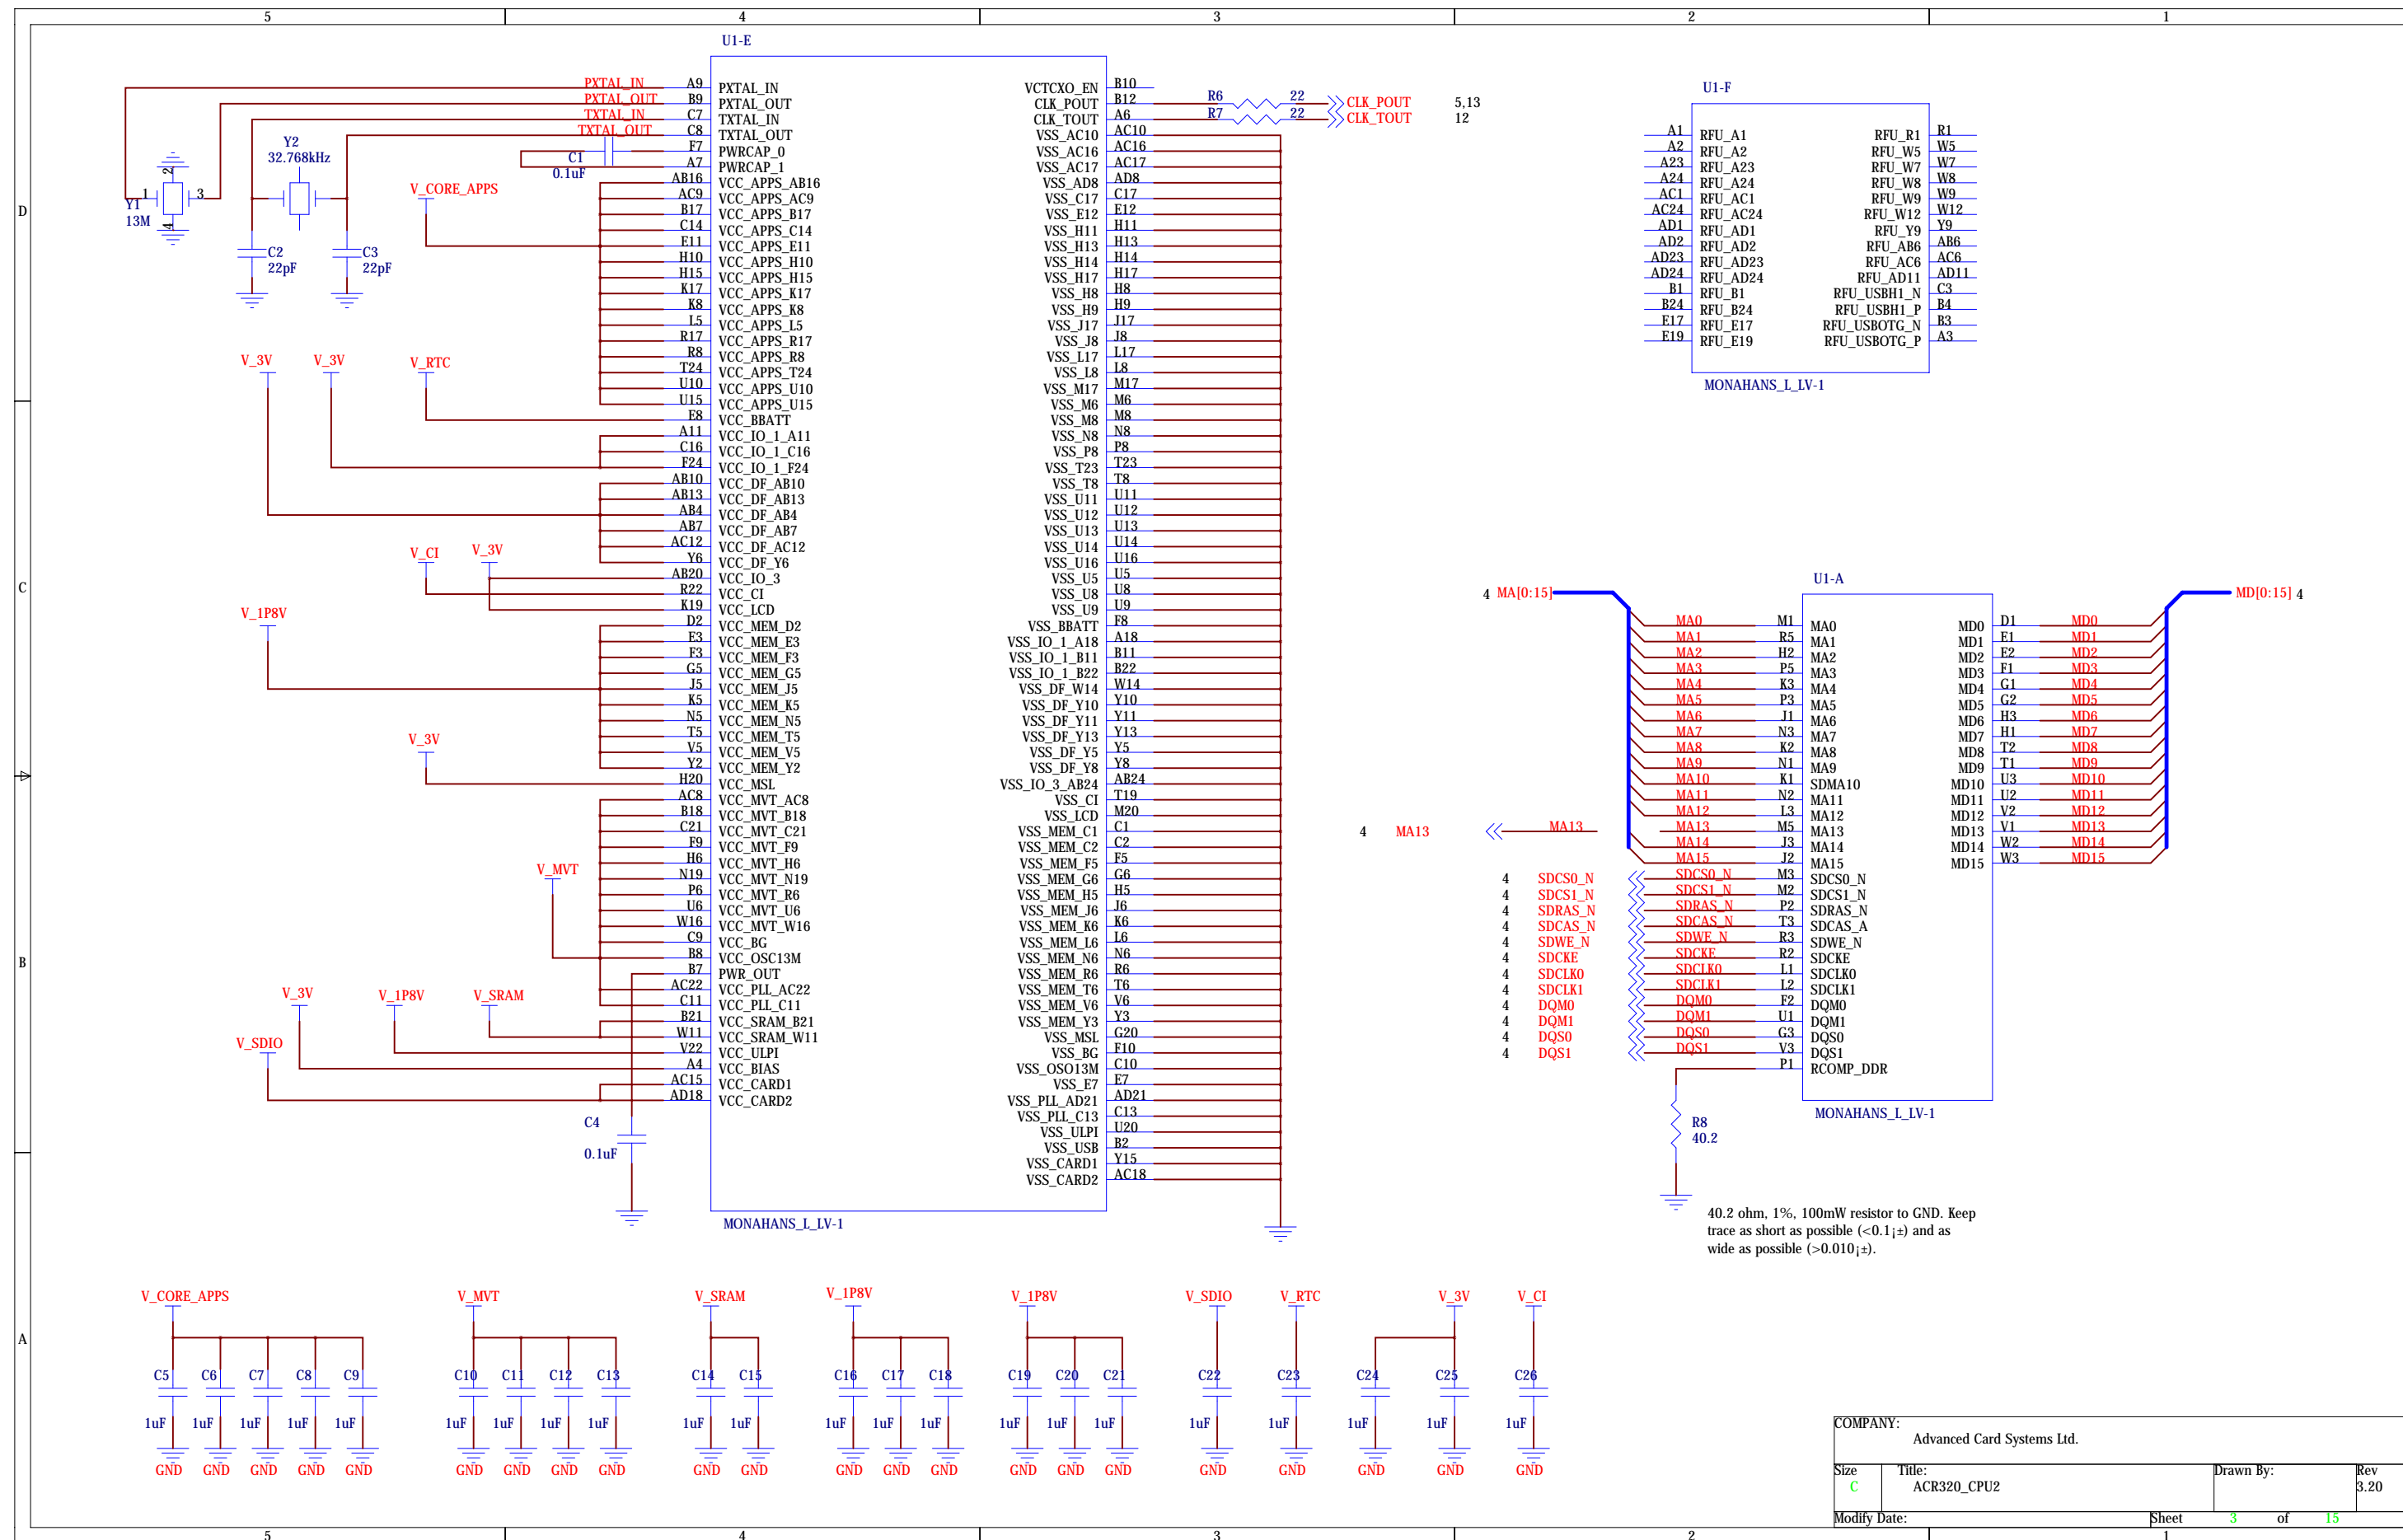 5 4 3 2 1
D
C
B
A
U1-E
PXTAL_IN A9 PXTAL_IN
PXTAL_OUT B9 PXTAL_OUT
TXTAL_IN C7 TXTAL_IN
TXTAL_OUT C8 TXTAL_OUT
F7 PWRCAP_0
A7 PWRCAP_1
AB16 VCC_APPS_AB16
AC9 VCC_APPS_AC9
B17 VCC_APPS_B17
C14 VCC_APPS_C14
E11 VCC_APPS_E11
H10 VCC_APPS_H10
H15 VCC_APPS_H15
K17 VCC_APPS_K17
K8 VCC_APPS_K8
L5 VCC_APPS_L5
R17 VCC_APPS_R17
R8 VCC_APPS_R8
T24 VCC_APPS_T24
U10 VCC_APPS_U10
U15 VCC_APPS_U15
E8 VCC_BBATT
A11 VCC_IO_1_A11
C16 VCC_IO_1_C16
F24 VCC_IO_1_F24
AB10 VCC_DF_AB10
AB13 VCC_DF_AB13
AB4 VCC_DF_AB4
AB7 VCC_DF_AB7
AC12 VCC_DF_AC12
Y6 VCC_DF_Y6
AB20 VCC_IO_3
R22 VCC_CI
K19 VCC_LCD
D2 VCC_MEM_D2
E3 VCC_MEM_E3
F3 VCC_MEM_F3
G5 VCC_MEM_G5
J5 VCC_MEM_J5
K5 VCC_MEM_K5
N5 VCC_MEM_N5
T5 VCC_MEM_T5
V5 VCC_MEM_V5
Y2 VCC_MEM_Y2
H20 VCC_MSL
AC8 VCC_MVT_AC8
B18 VCC_MVT_B18
C21 VCC_MVT_C21
F9 VCC_MVT_F9
H6 VCC_MVT_H6
N19 VCC_MVT_N19
P6 VCC_MVT_R6
U6 VCC_MVT_U6
W16 VCC_MVT_W16
C9 VCC_BG
B8 VCC_OSC13M
B7 PWR_OUT
AC22 VCC_PLL_AC22
C11 VCC_PLL_C11
B21 VCC_SRAM_B21
W11 VCC_SRAM_W11
V22 VCC_ULPI
A4 VCC_BIAS
AC15 VCC_CARD1
AD18 VCC_CARD2
VCTCXO_EN B10
CLK_POUT B12 R6 22 CLK_POUT 5,13
CLK_TOUT A6 R7 22 CLK_TOUT 12
VSS_AC10 AC10
VSS_AC16 AC16
VSS_AC17 AC17
VSS_AD8 AD8
VSS_C17 C17
VSS_E12 E12
VSS_H11 H11
VSS_H13 H13
VSS_H14 H14
VSS_H17 H17
VSS_H8 H8
VSS_H9 H9
VSS_J17 J17
VSS_J8 J8
VSS_L17 L17
VSS_L8 L8
VSS_M17 M17
VSS_M6 M6
VSS_M8 M8
VSS_N8 N8
VSS_P8 P8
VSS_T23 T23
VSS_T8 T8
VSS_U11 U11
VSS_U12 U12
VSS_U13 U13
VSS_U14 U14
VSS_U16 U16
VSS_U5 U5
VSS_U8 U8
VSS_U9 U9
VSS_BBATT F8
VSS_IO_1_A18 A18
VSS_IO_1_B11 B11
VSS_IO_1_B22 B22
VSS_DF_W14 W14
VSS_DF_Y10 Y10
VSS_DF_Y11 Y11
VSS_DF_Y13 Y13
VSS_DF_Y5 Y5
VSS_DF_Y8 Y8
VSS_IO_3_AB24 AB24
VSS_CI T19
VSS_LCD M20
VSS_MEM_C1 C1
VSS_MEM_C2 C2
VSS_MEM_F5 F5
VSS_MEM_G6 G6
VSS_MEM_H5 H5
VSS_MEM_J6 J6
VSS_MEM_K6 K6
VSS_MEM_L6 L6
VSS_MEM_N6 N6
VSS_MEM_R6 R6
VSS_MEM_T6 T6
VSS_MEM_V6 V6
VSS_MEM_Y3 Y3
VSS_MSL G20
VSS_BG F10
VSS_OSO13M C10
VSS_E7 E7
VSS_PLL_AD21 AD21
VSS_PLL_C13 C13
VSS_ULPI U20
VSS_USB B2
VSS_CARD1 Y15
VSS_CARD2 AC18
MONAHANS_L_LV-1
Y2
32.768kHz
C1
0.1uF
2
1 3
4
Y1
13M
C2
22pF
C3
22pF
V_CORE_APPS
V_3V V_3V V_RTC
V_CI V_3V
V_1P8V
V_3V
V_MVT
V_3V V_1P8V V_SRAM
V_SDIO
C4
0.1uF
U1-F
A1 RFU_A1 RFU_R1 R1
A2 RFU_A2 RFU_W5 W5
A23 RFU_A23 RFU_W7 W7
A24 RFU_A24 RFU_W8 W8
AC1 RFU_AC1 RFU_W9 W9
AC24 RFU_AC24 RFU_W12 W12
AD1 RFU_AD1 RFU_Y9 Y9
AD2 RFU_AD2 RFU_AB6 AB6
AD23 RFU_AD23 RFU_AC6 AC6
AD24 RFU_AD24 RFU_AD11 AD11
B1 RFU_B1 RFU_USBH1_N C3
B24 RFU_B24 RFU_USBH1_P B4
E17 RFU_E17 RFU_USBOTG_N B3
E19 RFU_E19 RFU_USBOTG_P A3
MONAHANS_L_LV-1
U1-A
4 MA[0:15] MD[0:15] 4
MA0 M1 MA0 MD0 D1 MD0
MA1 R5 MA1 MD1 E1 MD1
MA2 H2 MA2 MD2 E2 MD2
MA3 P5 MA3 MD3 F1 MD3
MA4 K3 MA4 MD4 G1 MD4
MA5 P3 MA5 MD5 G2 MD5
MA6 J1 MA6 MD6 H3 MD6
MA7 N3 MA7 MD7 H1 MD7
MA8 K2 MA8 MD8 T2 MD8
MA9 N1 MA9 MD9 T1 MD9
MA10 K1 SDMA10 MD10 U3 MD10
MA11 N2 MA11 MD11 U2 MD11
MA12 L3 MA12 MD12 V2 MD12
4 MA13 MA13 MA13 M5 MA13 MD13 V1 MD13
MA14 J3 MA14 MD14 W2 MD14
MA15 J2 MA15 MD15 W3 MD15
4 SDCS0_N SDCS0_N M3 SDCS0_N
4 SDCS1_N SDCS1_N M2 SDCS1_N
4 SDRAS_N SDRAS_N P2 SDRAS_N
4 SDCAS_N SDCAS_N T3 SDCAS_A
4 SDWE_N SDWE_N R3 SDWE_N
4 SDCKE SDCKE R2 SDCKE
4 SDCLK0 SDCLK0 L1 SDCLK0
4 SDCLK1 SDCLK1 L2 SDCLK1
4 DQM0 DQM0 F2 DQM0
4 DQM1 DQM1 U1 DQM1
4 DQS0 DQS0 G3 DQS0
4 DQS1 DQS1 V3 DQS1
P1 RCOMP_DDR
MONAHANS_L_LV-1
R8
40.2
40.2 ohm, 1%, 100mW resistor to GND. Keep
trace as short as possible (<0.1¡±) and as
wide as possible (>0.010¡±).
V_CORE_APPS V_MVT V_SRAM V_1P8V V_1P8V V_SDIO V_RTC V_3V V_CI
C5 C6 C7 C8 C9 C10 C11 C12 C13 C14 C15 C16 C17 C18 C19 C20 C21 C22 C23 C24 C25 C26
1uF 1uF 1uF 1uF 1uF 1uF 1uF 1uF 1uF 1uF 1uF 1uF 1uF 1uF 1uF 1uF 1uF 1uF 1uF 1uF 1uF 1uF
GND GND GND GND GND GND GND GND GND GND GND GND GND GND GND GND GND GND GND GND GND GND
COMPANY:
Advanced Card Systems Ltd.
Size Title: Drawn By: Rev
C ACR320_CPU2 3.20
Modify Date: Sheet 3 of 15
5 4 3 2 1